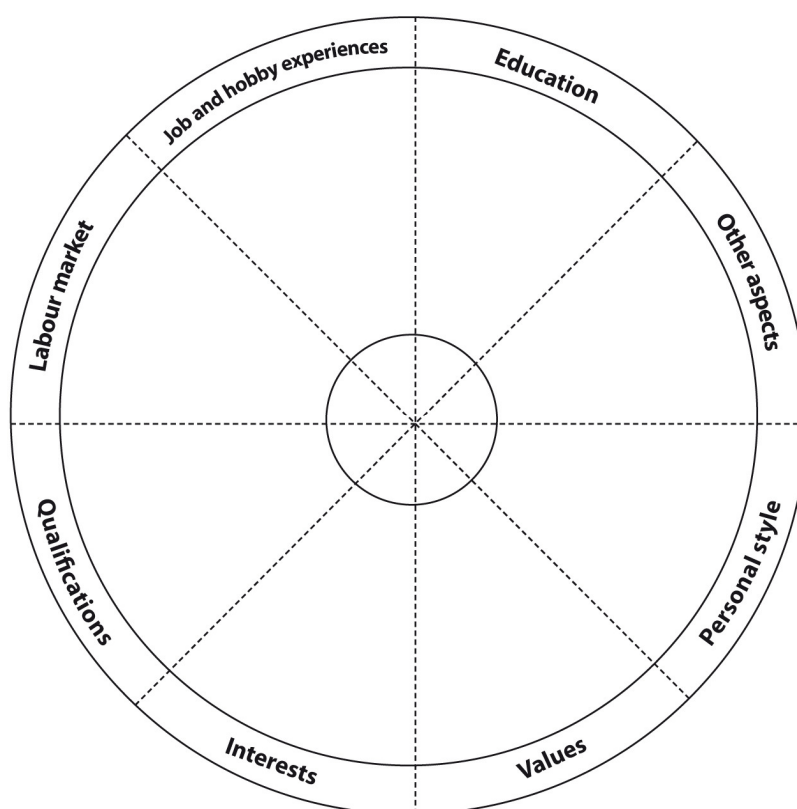 Job and hobby experiences
Education
Other aspects
Personal style
Values
Interests
Qualifications
Labour market